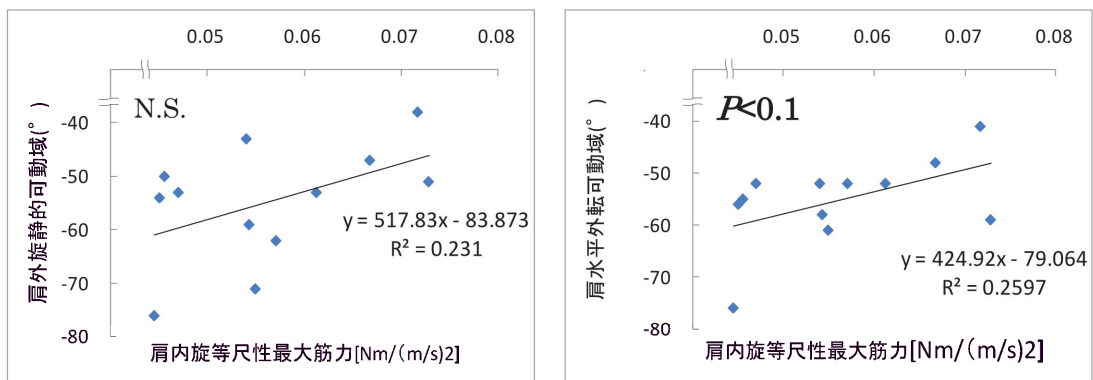 0.05 0.06 0.07 0.08
N.S.
-40
-50
-60
-70
-80
肩外旋静的可動域(°)
y = 517.83x - 83.873
R² = 0.231
肩内旋等尺性最大筋力[Nm/(m/s)2]
0.05 0.06 0.07 0.08
P<0.1
-40
-50
-60
-70
-80
肩水平外転可動域(°)
y = 424.92x - 79.064
R² = 0.2597
肩内旋等尺性最大筋力[Nm/(m/s)2]